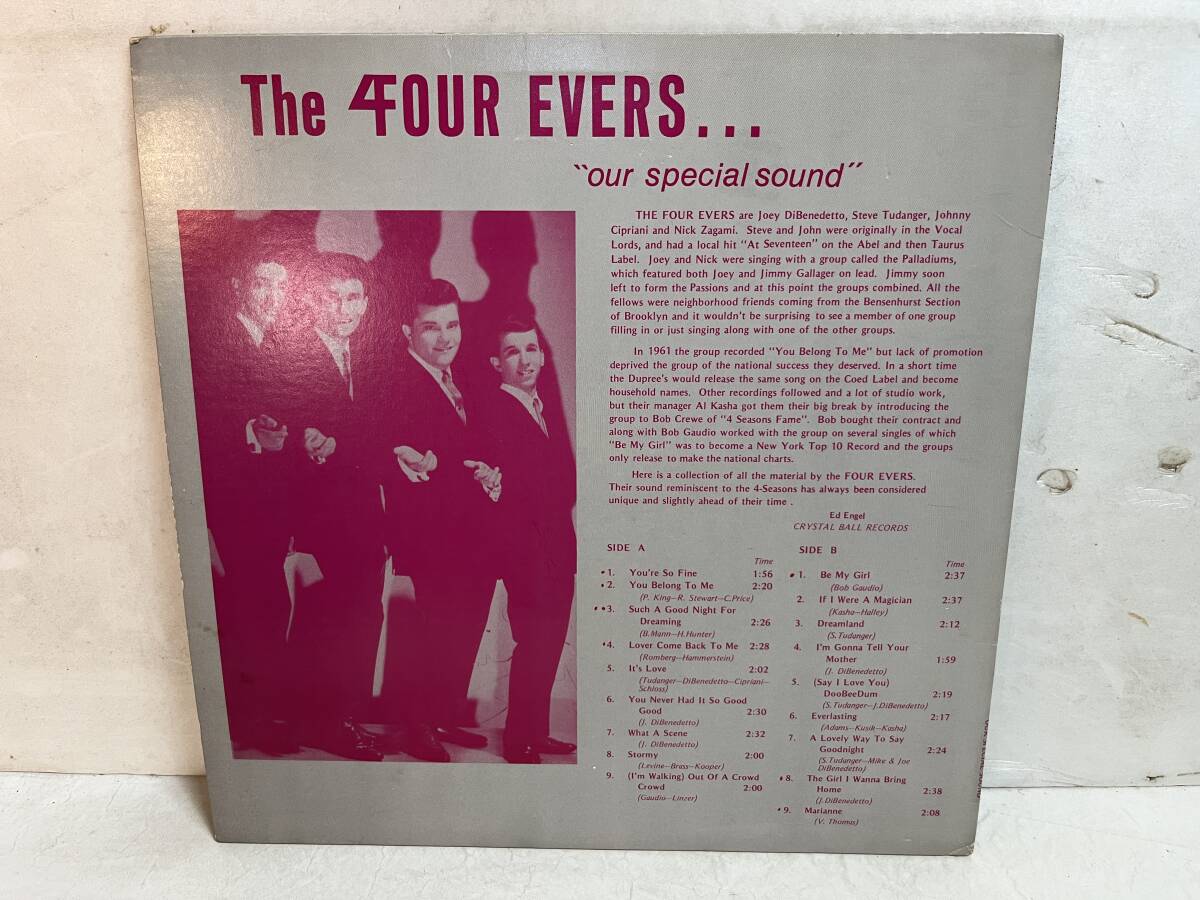 The 4FOUR EVERS...
"our special sound"
THE FOUR EVERS are Joey DiBenedetto, Steve Tudanger, Johnny
Cipriani and Nick Zagami. Steve and John were originally in the Vocal
Lords, and had a local hit "At Seventeen" on the Abel and then Taurus
Label. Joey and Nick were singing with a group called the Palladiums,
which featured both Joey and Jimmy Gallager on lead. Jimmy soon
left to form the Passions and at this point the groups combined. All the
fellows were neighborhood friends coming from the Bensenhurst Section
of Brooklyn and it wouldn't be surprising to see a member of one group
filling in or just singing along with one of the other groups.
In 1961 the group recorded "You Belong To Me" but lack of promotion
deprived the group of the national success they deserved. In a short time
the Dupree's would release the same song on the Coed Label and become
household names. Other recordings followed and a lot of studio work,
but their manager Al Kasha got them their big break by introducing the
group to Bob Crewe of "4 Seasons Fame". Bob bought their contract and
along with Bob Gaudio worked with the group on several singles of which
"Be My Girl" was to become a New York Top 10 Record and the groups
only release to make the national charts.
Here is a collection of all the material by the FOUR EVERS.
Their sound reminiscent to the 4-Seasons has always been considered
unique and slightly ahead of their time .
Ed Engel
CRYSTAL BALL RECORDS
SIDE A
Time
•1. You're So Fine 1:56
•2. You Belong To Me 2:20
(P. King—R. Stewart—C.Price)
••3. Such A Good Night For
Dreaming 2:26
(B.Mann—H.Hunter)
•4. Lover Come Back To Me 2:28
(Romberg—Hammerstein)
5. It's Love 2:02
(Tudanger—DiBenedetto—Cipriani—
Schloss)
6. You Never Had It So Good
Good 2:30
(J. DiBenedetto)
7. What A Scene 2:32
(J. DiBenedetto)
8. Stormy 2:00
(Levine—Brass—Kooper)
9. (I'm Walking) Out Of A Crowd
Crowd 2:00
(Gaudio—Linzer)
SIDE B
Time
•1. Be My Girl 2:37
(Bob Gaudio)
2. If I Were A Magician 2:37
(Kasha—Halley)
3. Dreamland 2:12
(S.Tudanger)
4. I'm Gonna Tell Your
Mother 1:59
(J. DiBenedetto)
5. (Say I Love You)
DooBeeDum 2:19
(S.Tudanger—J.DiBenedetto)
6. Everlasting 2:17
(Adams—Kusik—Kasha)
7. A Lovely Way To Say
Goodnight 2:24
(S.Tudanger—Mike & Joe
DiBenedetto)
•8. The Girl I Wanna Bring
Home 2:38
(J.DiBenedetto)
•9. Marianne 2:08
(V. Thomas)